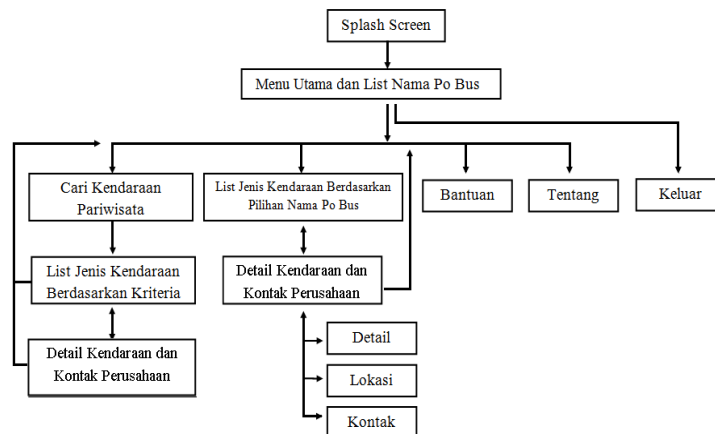 Splash Screen
Menu Utama dan List Nama Po Bus
Cari Kendaraan
Pariwisata
List Jenis Kendaraan Berdasarkan
Pilihan Nama Po Bus
Bantuan
Tentang
Keluar
List Jenis Kendaraan
Berdasarkan Kriteria
Detail Kendaraan dan
Kontak Perusahaan
Detail Kendaraan dan
Kontak Perusahaan
Detail
Lokasi
Kontak